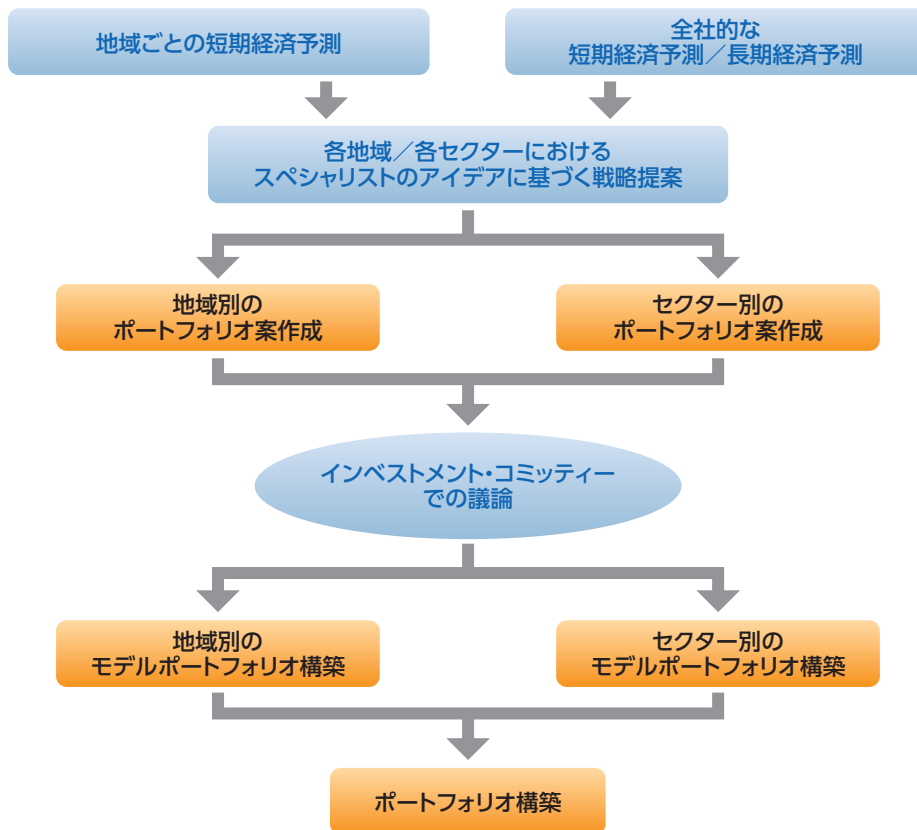 地域ごとの短期経済予測
全社的な
短期経済予測／長期経済予測
各地域／各セクターにおける
スペシャリストのアイデアに基づく戦略提案
地域別の
ポートフォリオ案作成
セクター別の
ポートフォリオ案作成
インベストメント・コミッティー
での議論
地域別の
モデルポートフォリオ構築
セクター別の
モデルポートフォリオ構築
ポートフォリオ構築